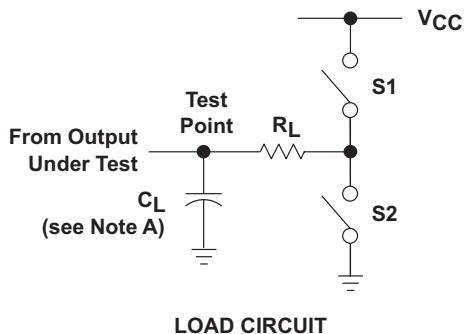 VCC
S1
Test
Point
RL
From Output
Under Test
CL
(see Note A)
S2
LOAD CIRCUIT